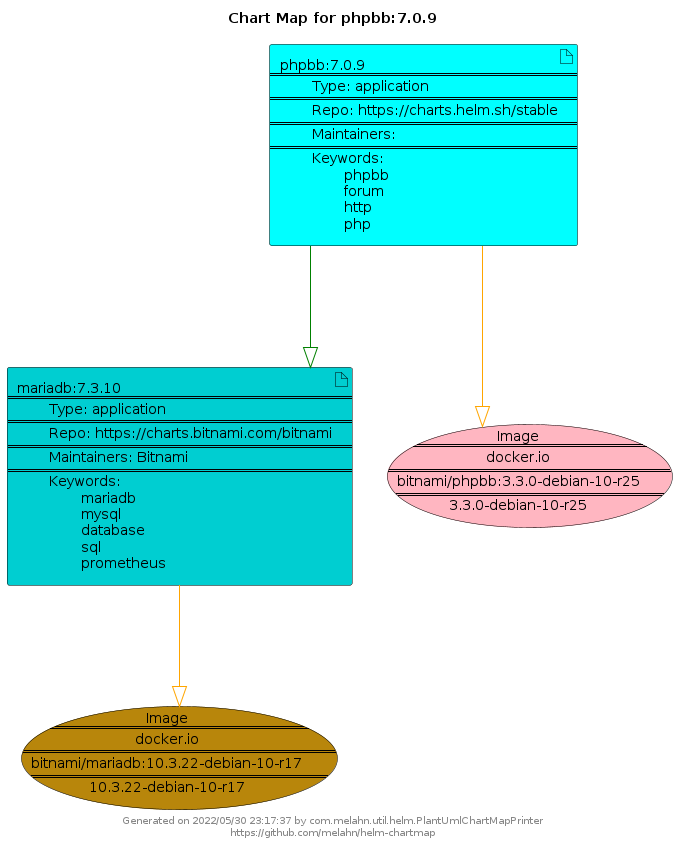 Chart Map for phpbb:7.0.9
phpbb:7.0.9
Type: application
Repo: https://charts.helm.sh/stable
Maintainers:
Keywords:
phpbb
forum
http
php
mariadb:7.3.10
Type: application
Repo: https://charts.bitnami.com/bitnami
Maintainers: Bitnami
Keywords:
mariadb
mysql
database
sql
prometheus
Image
docker.io
bitnami/phpbb:3.3.0-debian-10-r25
3.3.0-debian-10-r25
Image
docker.io
bitnami/mariadb:10.3.22-debian-10-r17
10.3.22-debian-10-r17
Generated on 2022/05/30 23:17:37 by com.melahn.util.helm.PlantUmlChartMapPrinter
https://github.com/melahn/helm-chartmap